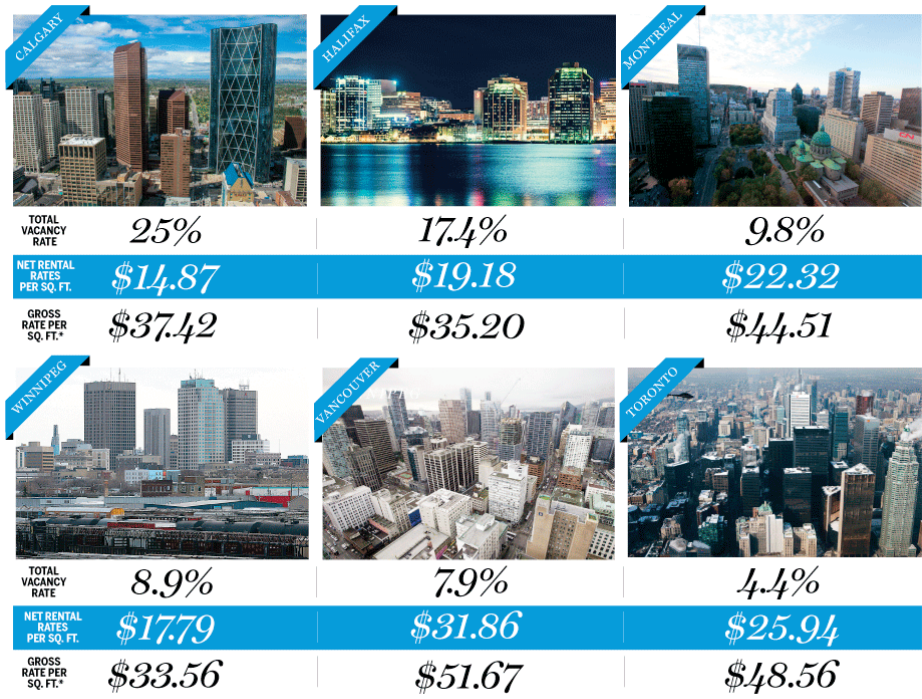 CALGARY
HALIFAX
MONTREAL
TOTAL
VACANCY
RATE
25%
17.4%
9.8%
NET RENTAL
RATES
PER SQ. FT.
$14.87
$19.18
$22.32
GROSS
RATE PER
SQ. FT.*
$37.42
$35.20
$44.51
WINNIPEG
VANCOUVER
TORONTO
TOTAL
VACANCY
RATE
8.9%
7.9%
4.4%
NET RENTAL
RATES
PER SQ. FT.
$17.79
$31.86
$25.94
GROSS
RATE PER
SQ. FT.*
$33.56
$51.67
$48.56